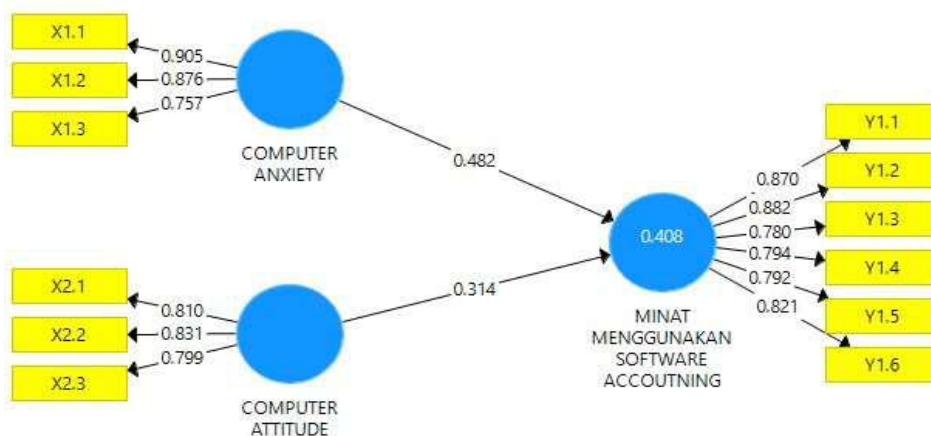 X1.1
X1.2
X1.3
0.905
0.876
0.757
COMPUTER
ANXIETY
0.482
X2.1
X2.2
X2.3
0.810
0.831
0.799
COMPUTER
ATTITUDE
0.314
0.408
MINAT
MENGGUNAKAN
SOFTWARE
ACCOUTNING
0.870
0.882
0.780
0.794
0.792
0.821
Y1.1
Y1.2
Y1.3
Y1.4
Y1.5
Y1.6